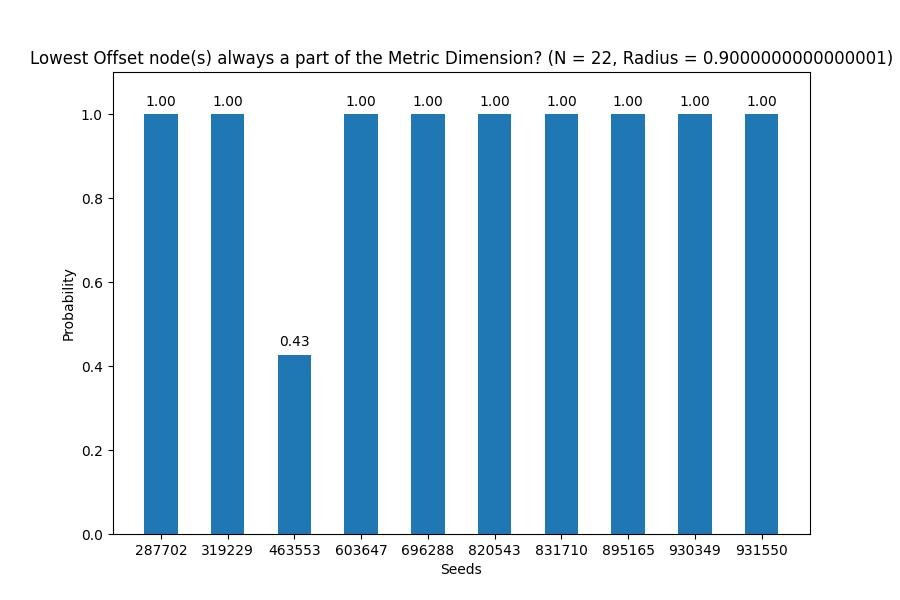 Lowest Offset node(s) always a part of the Metric Dimension? (N = 22, Radius = 0.9000000000000001)
1.00 1.00 1.00 1.00 1.00 1.00 1.00 1.00 1.00
1.0
0.8
0.6
0.43
0.4
0.2
0.0
Probability
287702 319229 463553 603647 696288 820543 831710 895165 930349 931550
Seeds